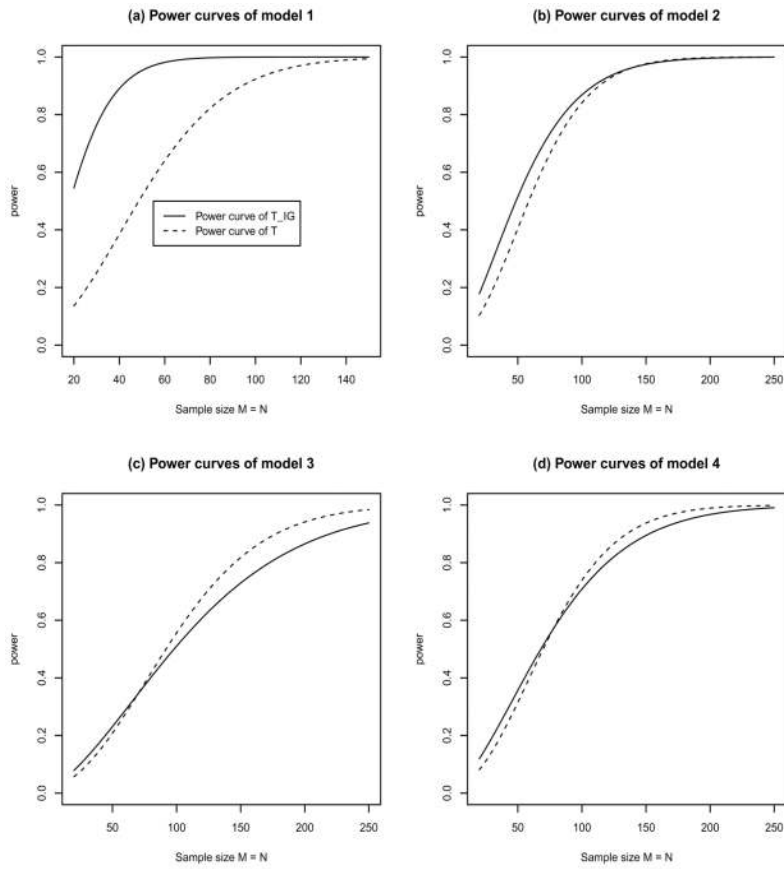 (a) Power curves of model 1
power
0.0 0.2 0.4 0.6 0.8 1.0
Power curve of T_IG
Power curve of T
20 40 60 80 100 120 140
Sample size M = N
(b) Power curves of model 2
power
0.0 0.2 0.4 0.6 0.8 1.0
50 100 150 200 250
Sample size M = N
(c) Power curves of model 3
power
0.0 0.2 0.4 0.6 0.8 1.0
50 100 150 200 250
Sample size M = N
(d) Power curves of model 4
power
0.0 0.2 0.4 0.6 0.8 1.0
50 100 150 200 250
Sample size M = N